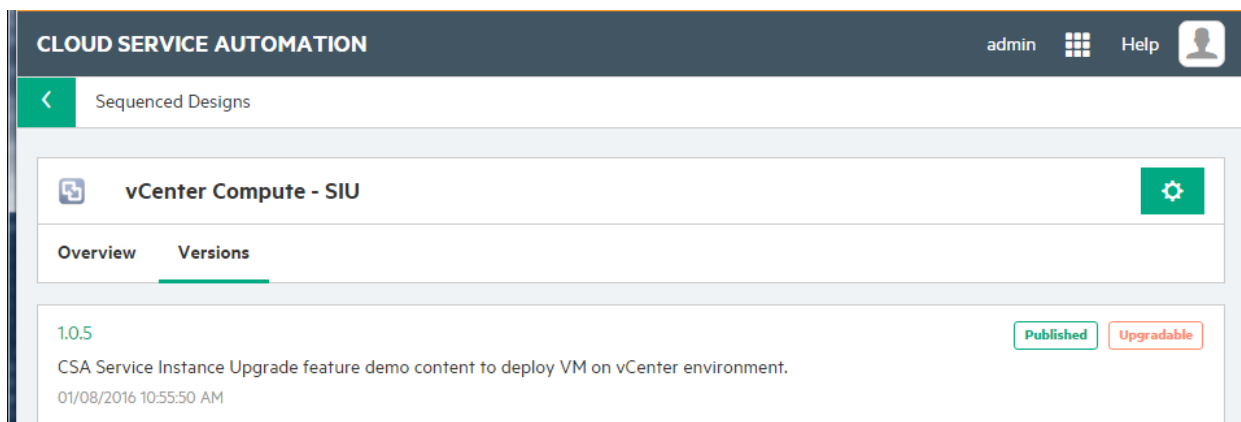 CLOUD SERVICE AUTOMATION admin Help
Sequenced Designs
vCenter Compute - SIU
Overview Versions
1.0.5 Published Upgradable
CSA Service Instance Upgrade feature demo content to deploy VM on vCenter environment.
01/08/2016 10:55:50 AM